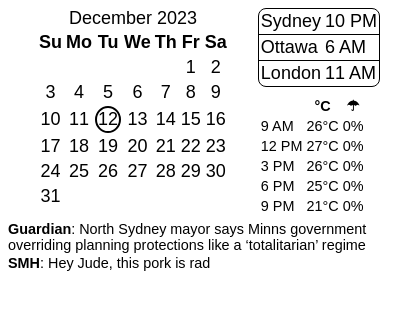 December 2023
Su Mo Tu We Th Fr Sa
1 2
3 4 5 6 7 8 9
10 11 12 13 14 15 16
17 18 19 20 21 22 23
24 25 26 27 28 29 30
31
Sydney 10 PM
Ottawa 6 AM
London 11 AM
°C ☂
9 AM 26°C 0%
12 PM 27°C 0%
3 PM 26°C 0%
6 PM 25°C 0%
9 PM 21°C 0%
Guardian: North Sydney mayor says Minns government
overriding planning protections like a ‘totalitarian’ regime
SMH: Hey Jude, this pork is rad